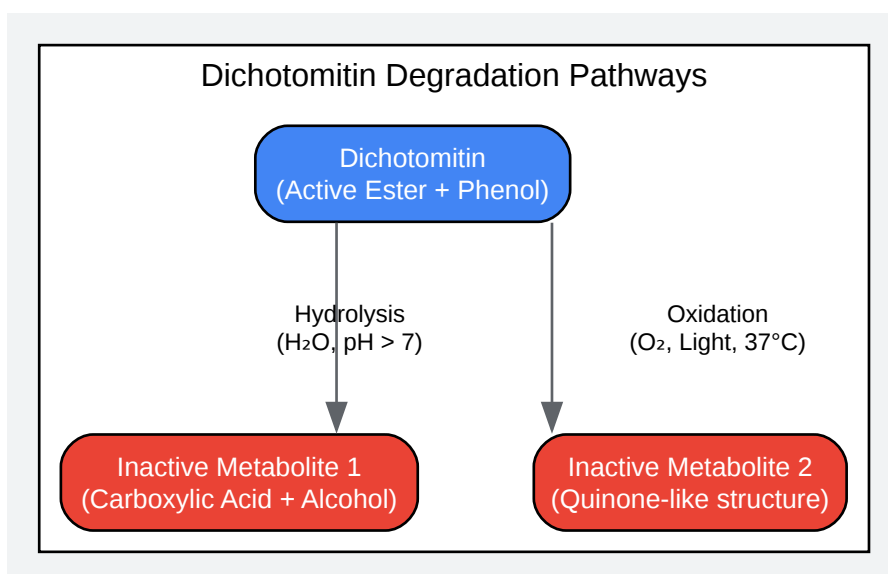 Dichotomitin Degradation Pathways
Dichotomitin
(Active Ester + Phenol)
Hydrolysis
(H₂O, pH > 7)
Oxidation
(O₂, Light, 37°C)
Inactive Metabolite 1
(Carboxylic Acid + Alcohol)
Inactive Metabolite 2
(Quinone-like structure)